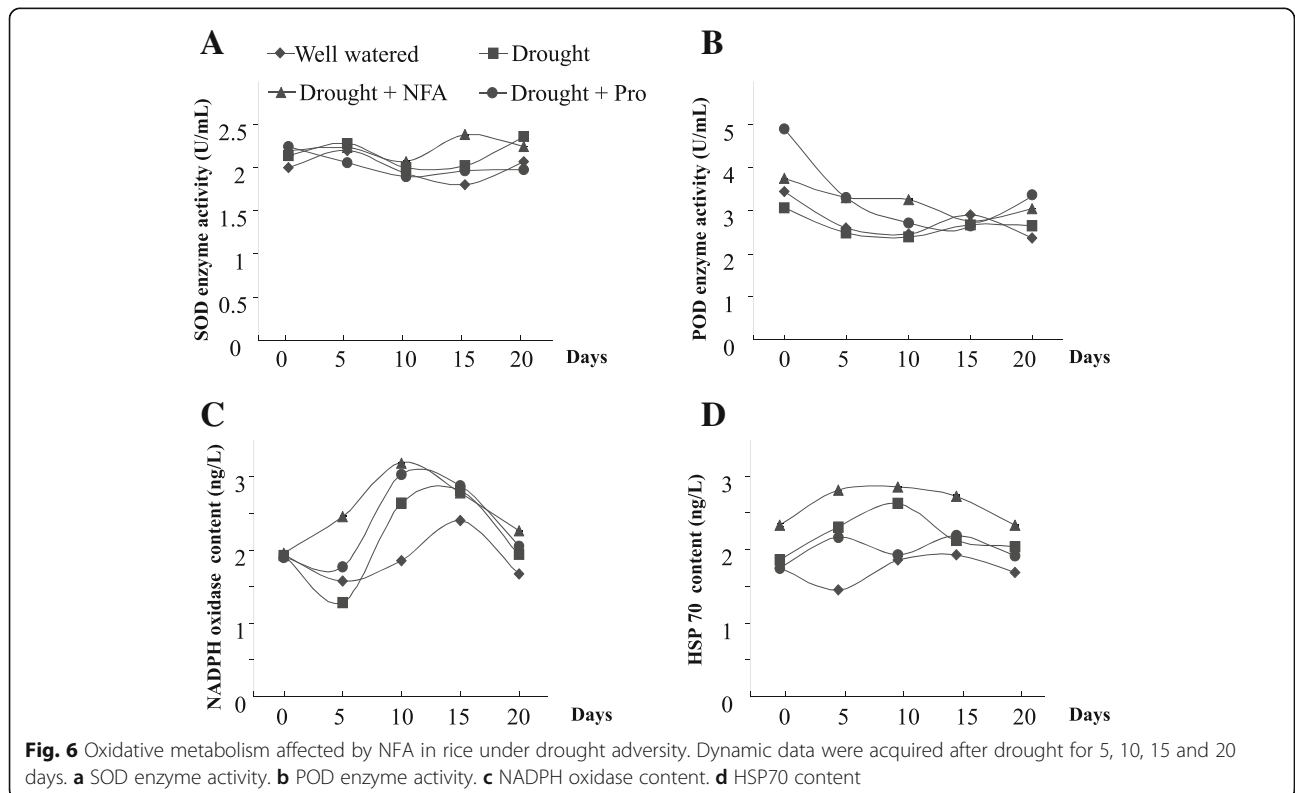 A
B
Well watered
Drought
Drought + NFA
Drought + Pro
SOD enzyme activity (U/mL)
2.5
2
1.5
1
0.5
0
0 5 10 15 20 Days
POD enzyme activity (U/mL)
5
4
3
2
1
0
0 5 10 15 20 Days
C
D
NADPH oxidase content (ng/L)
3
2
1
0
0 5 10 15 20 Days
HSP 70 content (ng/L)
3
2
1
0
0 5 10 15 20 Days
Fig. 6 Oxidative metabolism affected by NFA in rice under drought adversity. Dynamic data were acquired after drought for 5, 10, 15 and 20
days. a SOD enzyme activity. b POD enzyme activity. c NADPH oxidase content. d HSP70 content